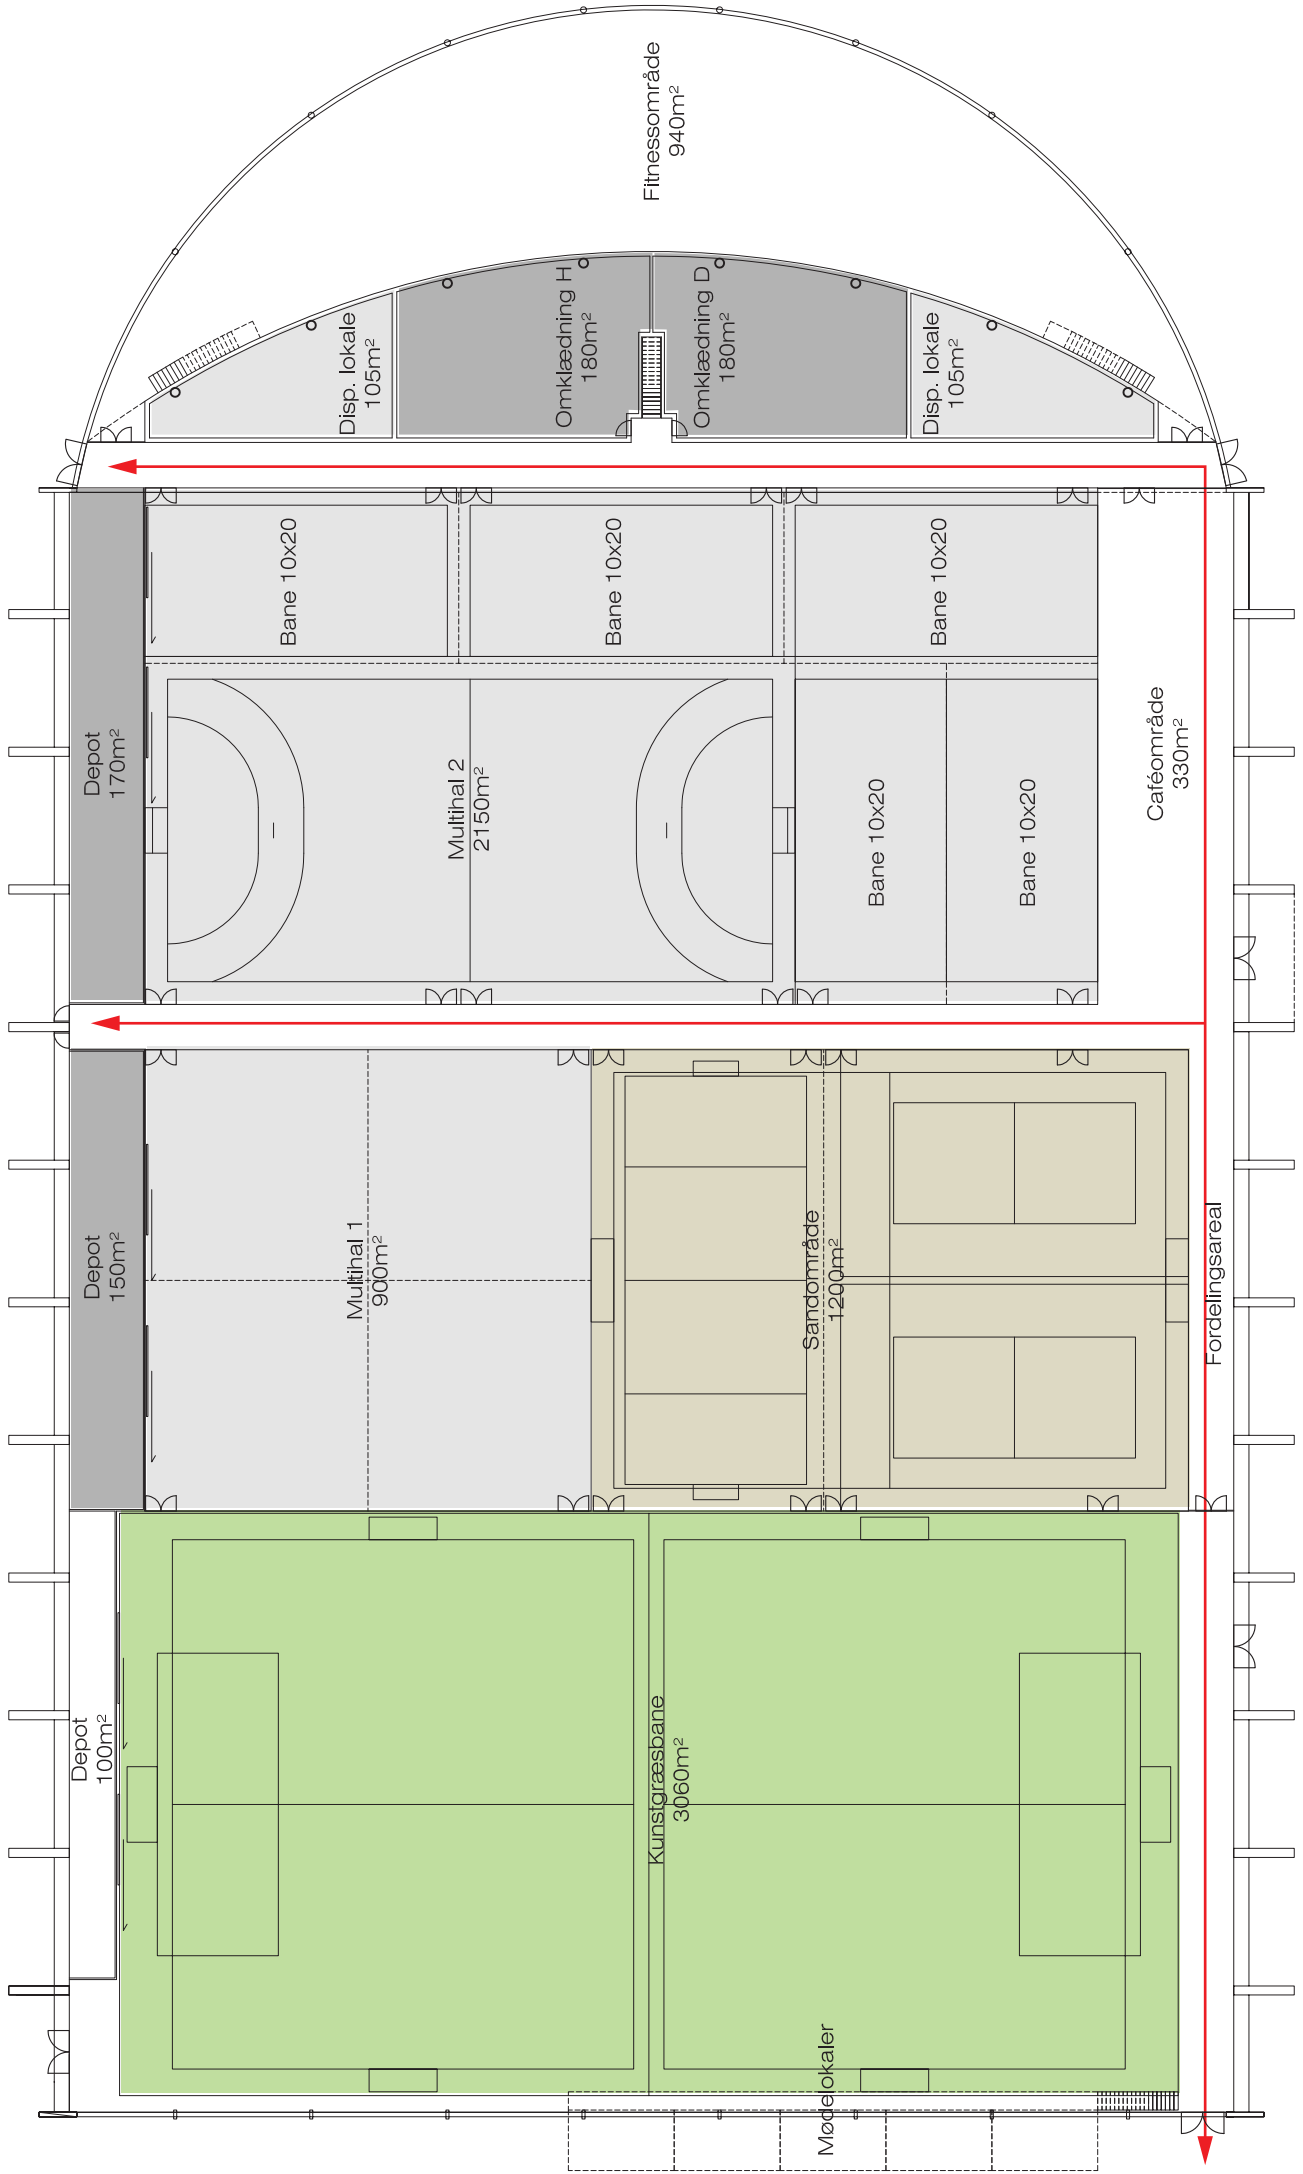 Fitnessområde
940m²
Disp. lokale
105m²
Omklædning H
180m²
Omklædning D
180m²
Disp. lokale
105m²
Bane 10x20
Bane 10x20
Bane 10x20
Depot
170m²
Multihal 2
2150m²
Bane 10x20
Bane 10x20
Caféområde
330m²
Depot
150m²
Multihal 1
900m²
Sandområde
1200m²
Fordelingsareal
Depot
100m²
Kunstgræsbane
3060m²
Mødelokaler